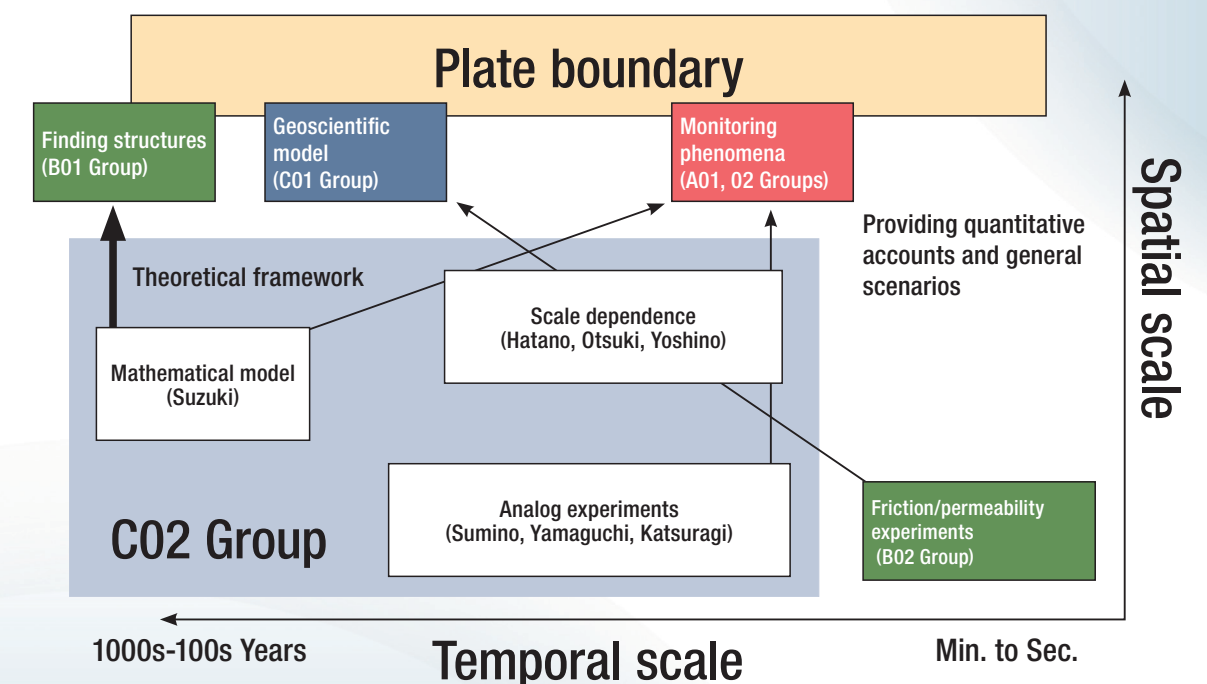 Plate boundary
Finding structures
(B01 Group)
Geoscientific
model
(C01 Group)
Monitoring
phenomena
(A01, 02 Groups)
Providing quantitative
accounts and general
scenarios
Spatial scale
Theoretical framework
Scale dependence
(Hatano, Otsuki, Yoshino)
Mathematical model
(Suzuki)
Analog experiments
(Sumino, Yamaguchi, Katsuragi)
Friction/permeability
experiments
(B02 Group)
C02 Group
1000s-100s Years
Temporal scale
Min. to Sec.